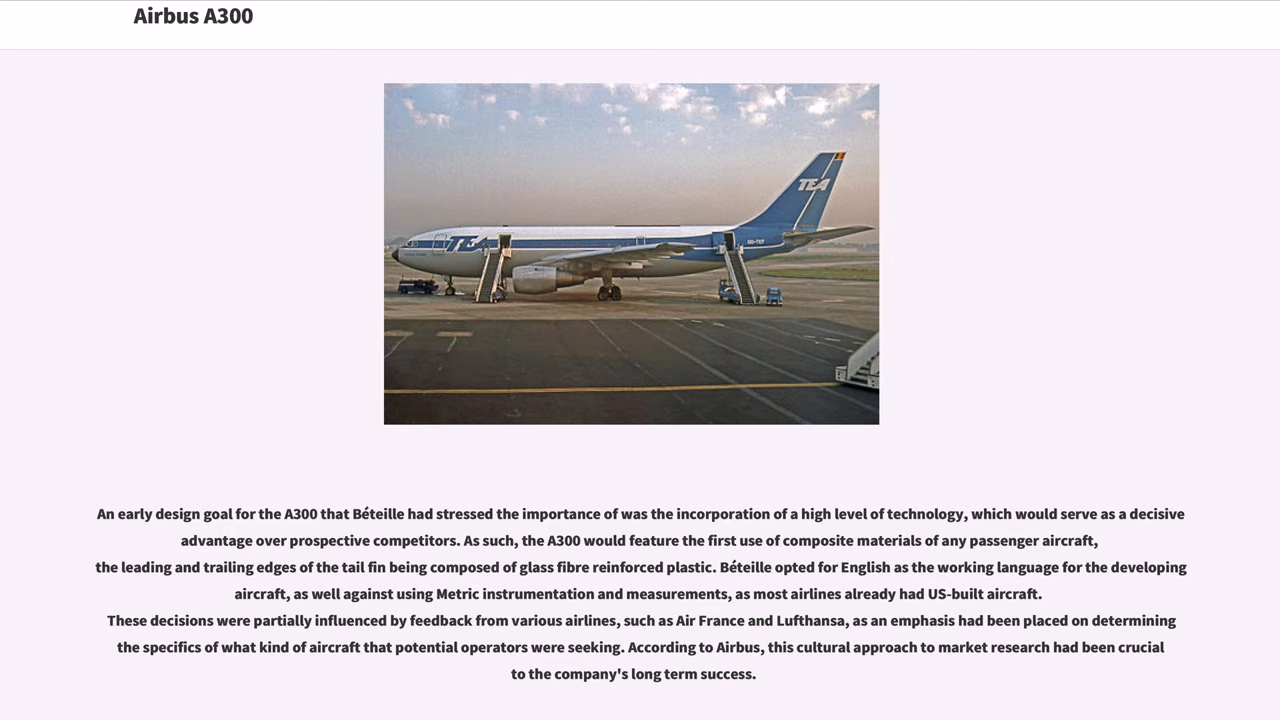 Airbus A300
TEA
OO-TEF
An early design goal for the A300 that Béteille had stressed the importance of was the incorporation of a high level of technology, which would serve as a decisive
advantage over prospective competitors. As such, the A300 would feature the first use of composite materials of any passenger aircraft,
the leading and trailing edges of the tail fin being composed of glass fibre reinforced plastic. Béteille opted for English as the working language for the developing
aircraft, as well against using Metric instrumentation and measurements, as most airlines already had US-built aircraft.
These decisions were partially influenced by feedback from various airlines, such as Air France and Lufthansa, as an emphasis had been placed on determining
the specifics of what kind of aircraft that potential operators were seeking. According to Airbus, this cultural approach to market research had been crucial
to the company's long term success.